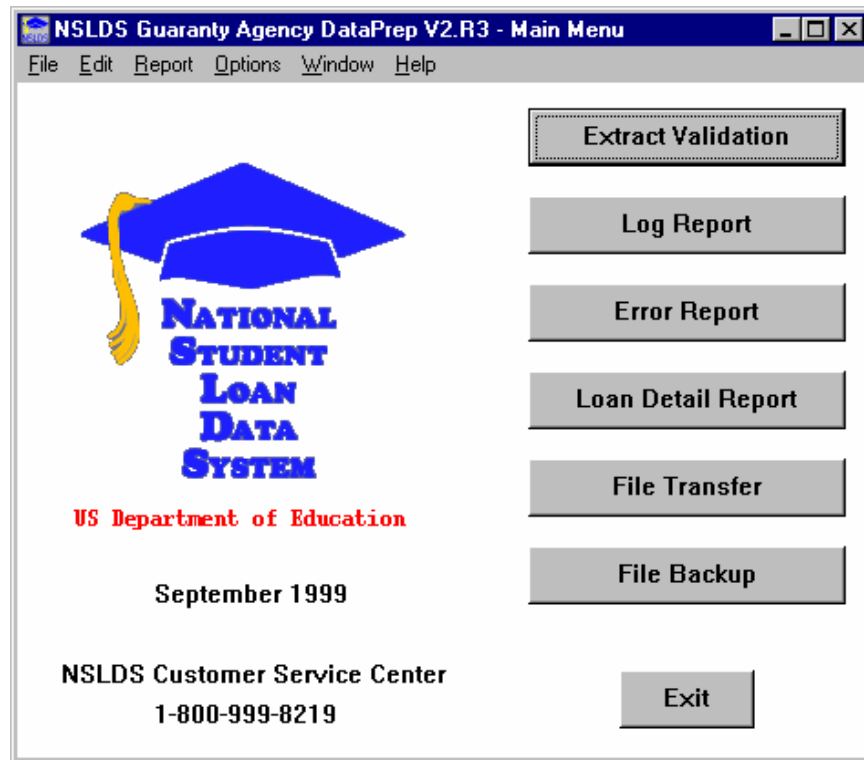 NSLDS Guaranty Agency DataPrep V2.R3 - Main Menu
File Edit Report Options Window Help
NATIONAL
STUDENT
LOAN
DATA
SYSTEM
US Department of Education
September 1999
NSLDS Customer Service Center
1-800-999-8219
Extract Validation
Log Report
Error Report
Loan Detail Report
File Transfer
File Backup
Exit